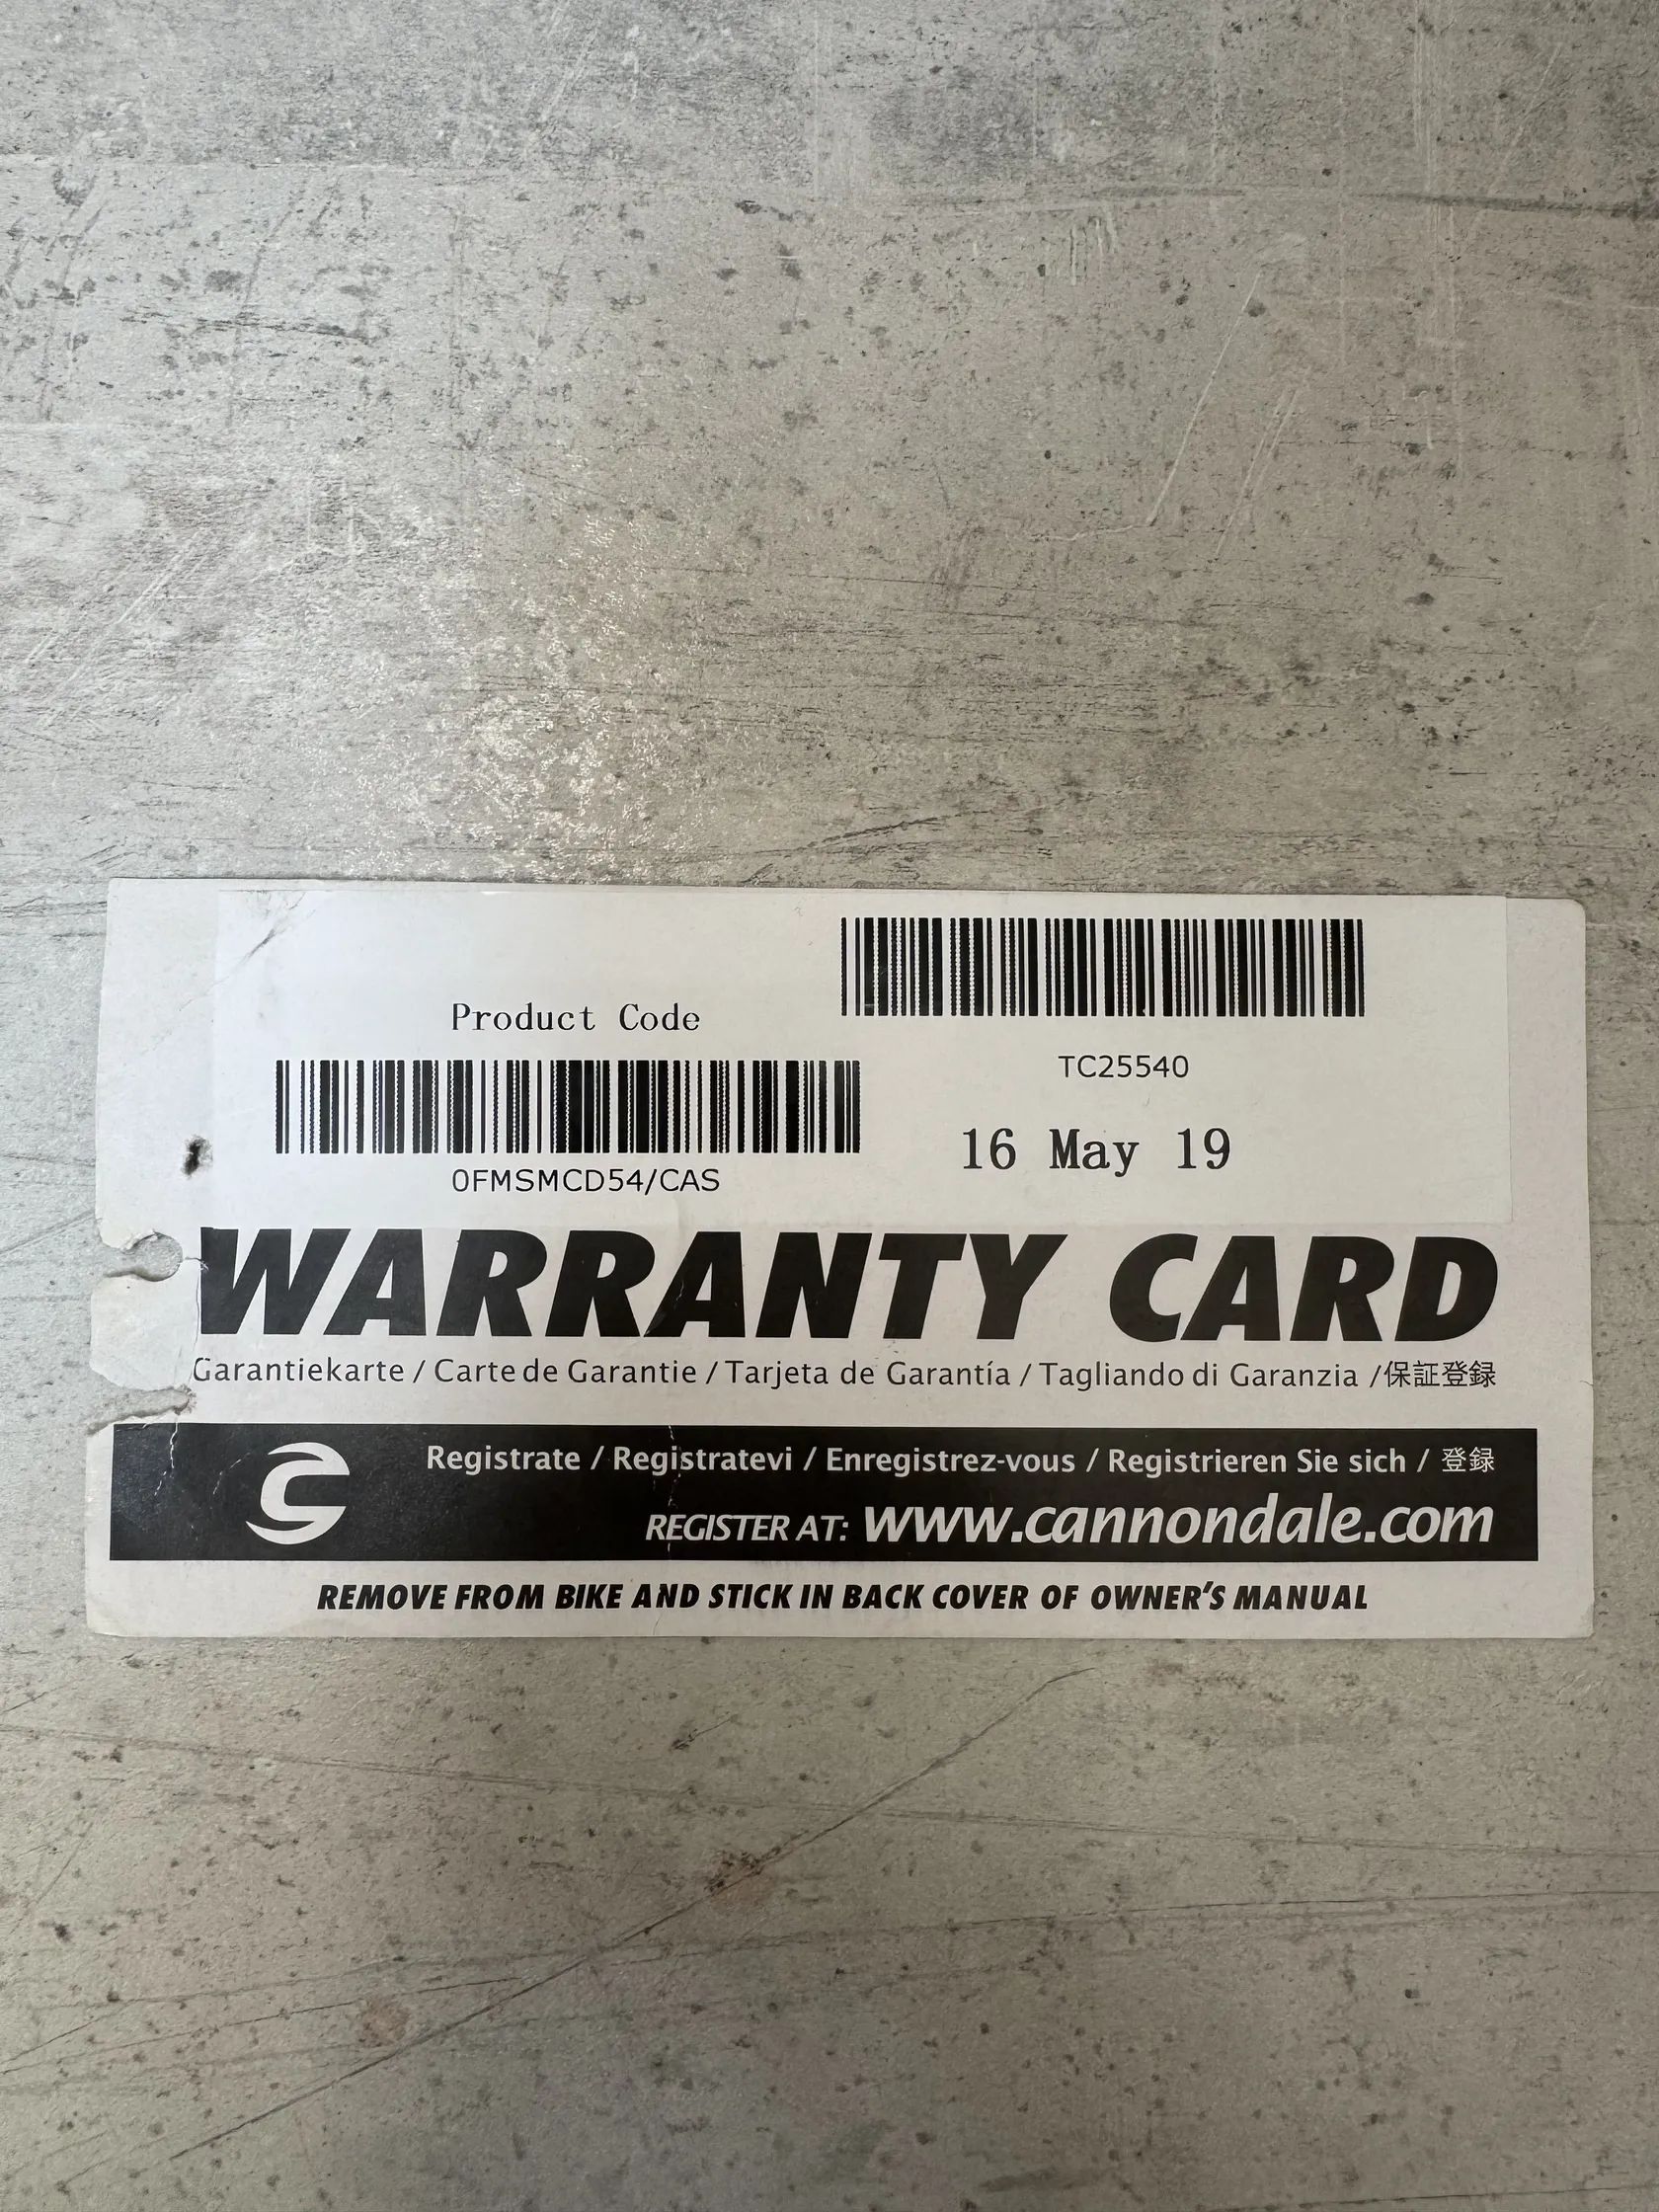 Product Code
0FMSMCD54/CAS
TC25540
16 May 19
WARRANTY CARD
Garantiekarte / Carte de Garantie / Tarjeta de Garantía / Tagliando di Garanzia /保証登録
Registrate / Registratevi / Enregistrez-vous / Registrieren Sie sich / 登録
REGISTER AT: www.cannondale.com
REMOVE FROM BIKE AND STICK IN BACK COVER OF OWNER'S MANUAL